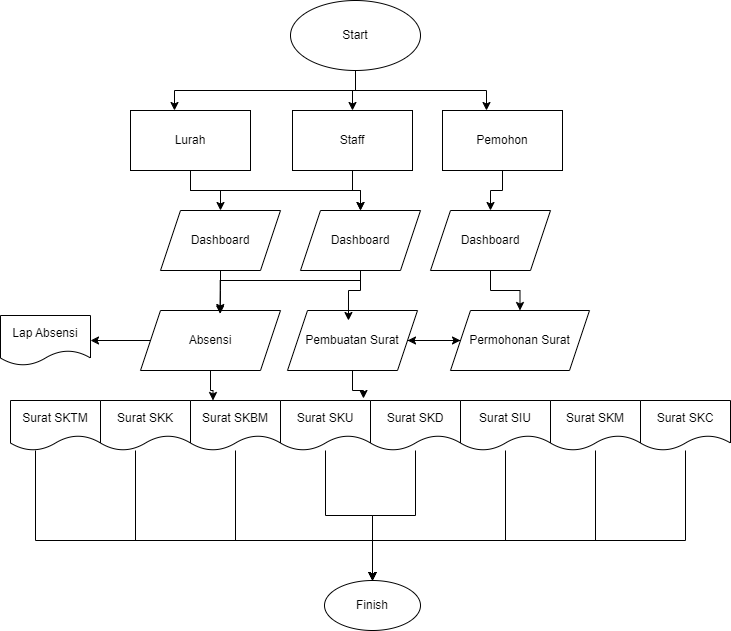 Start
Lurah
Staff
Pemohon
Dashboard
Dashboard
Dashboard
Lap Absensi
Absensi
Pembuatan Surat
Permohonan Surat
Surat SKTM
Surat SKK
Surat SKBM
Surat SKU
Surat SKD
Surat SIU
Surat SKM
Surat SKC
Finish